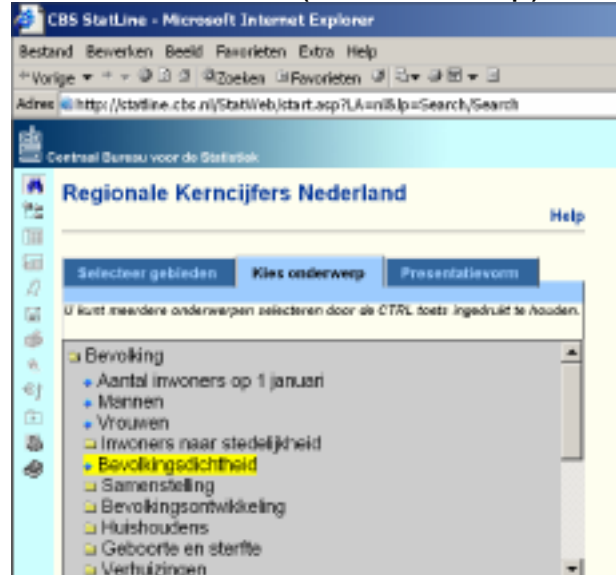 CBS StatLine - Microsoft Internet Explorer
Bestand Bewerken Beeld Favorieten Extra Help
Vorige Zoeken Favorieten
Adres http://statline.cbs.nl/StatWeb/start.asp?LA=nl&lp=Search/Search
Centraal Bureau voor de Statistiek
Regionale Kerncijfers Nederland
Help
Selecteer gebieden Kies onderwerp Presentatievorm
U kunt meerdere onderwerpen selecteren door de CTRL toets ingedrukt te houden.
Bevolking
Aantal inwoners op 1 januari
Mannen
Vrouwen
Inwoners naar stedelijkheid
Bevolkingsdichtheid
Samenstelling
Bevolkingsontwikkeling
Huishoudens
Geboorte en sterfte
Verhuizingen